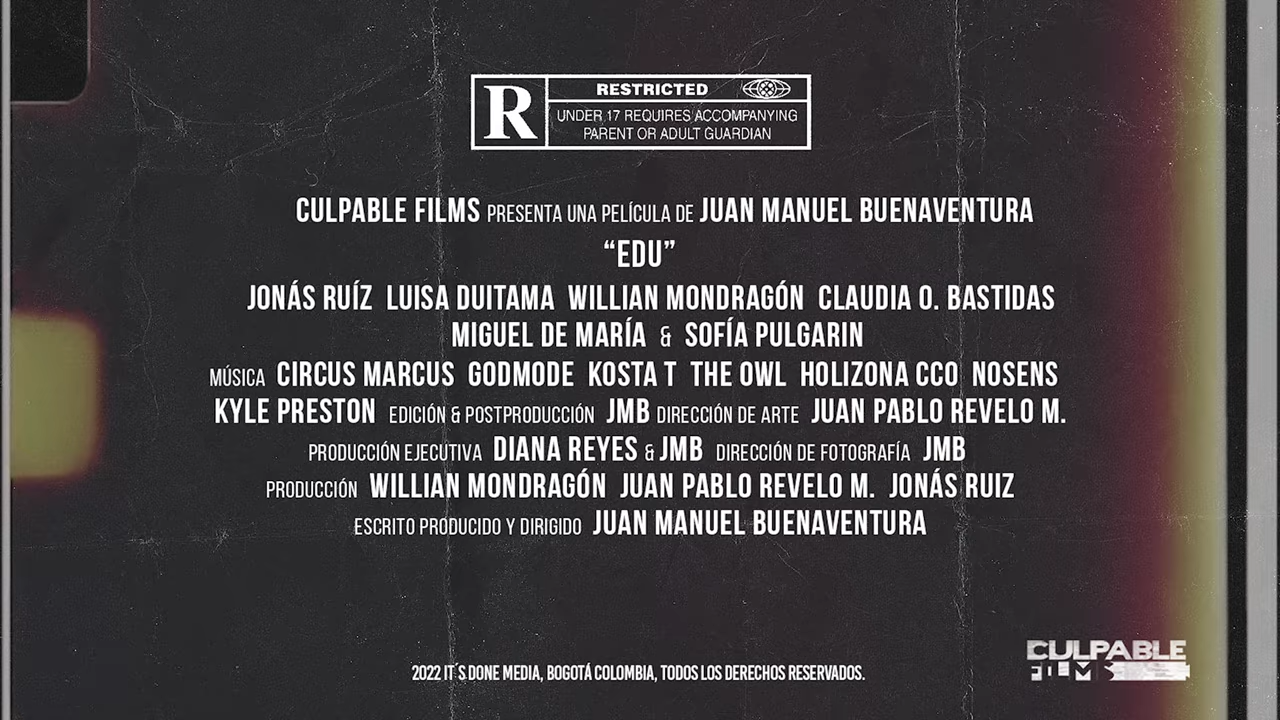 R
RESTRICTED
UNDER 17 REQUIRES ACCOMPANYING
PARENT OR ADULT GUARDIAN
CULPABLE FILMS PRESENTA UNA PELÍCULA DE JUAN MANUEL BUENAVENTURA
“EDU”
JONÁS RUÍZ LUISA DUITAMA WILLIAN MONDRAGÓN CLAUDIA O. BASTIDAS
MIGUEL DE MARÍA & SOFÍA PULGARIN
MÚSICA CIRCUS MARCUS GODMODE KOSTA T THE OWL HOLIZONA CCO NOSENS
KYLE PRESTON EDICIÓN & POSTPRODUCCIÓN JMB DIRECCIÓN DE ARTE JUAN PABLO REVELO M.
PRODUCCIÓN EJECUTIVA DIANA REYES & JMB DIRECCIÓN DE FOTOGRAFÍA JMB
PRODUCCIÓN WILLIAN MONDRAGÓN JUAN PABLO REVELO M. JONÁS RUIZ
ESCRITO PRODUCIDO Y DIRIGIDO JUAN MANUEL BUENAVENTURA
2022 IT´S DONE MEDIA, BOGOTÁ COLOMBIA, TODOS LOS DERECHOS RESERVADOS.
CULPABLE
FILMS